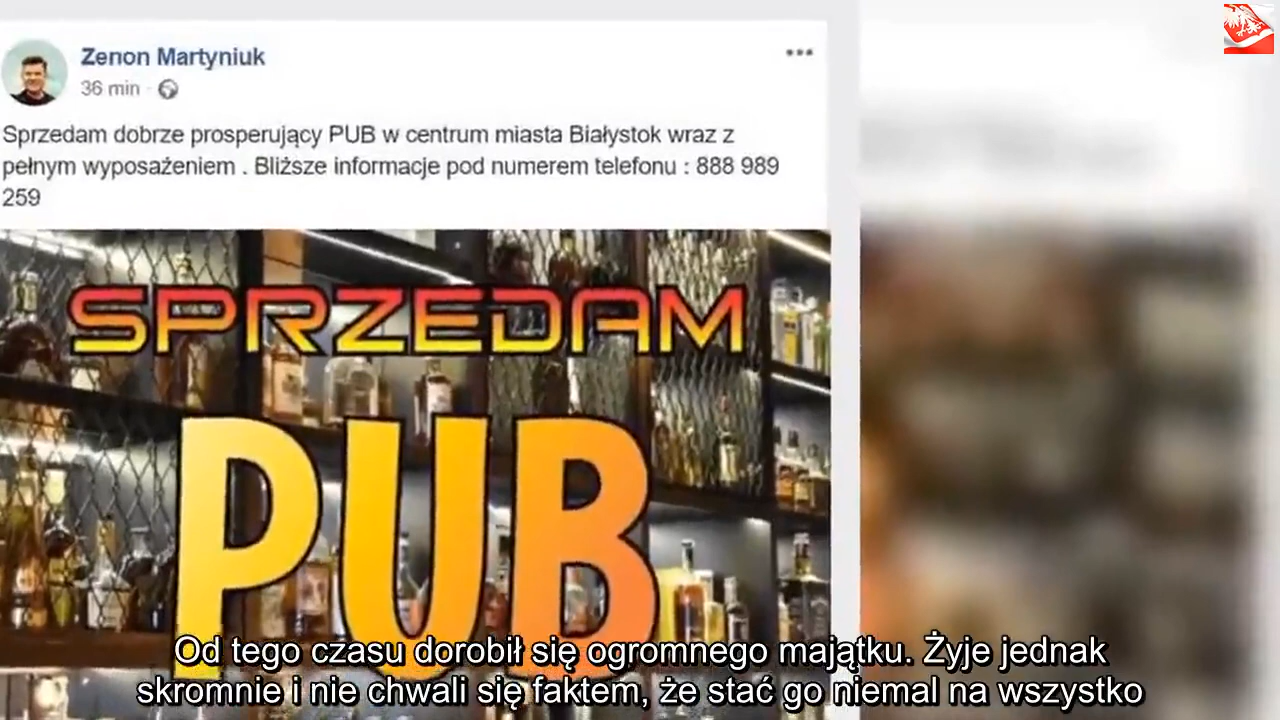 Zenon Martyniuk
36 min
Sprzedam dobrze prosperujący PUB w centrum miasta Białystok wraz z
pełnym wyposażeniem . Bliższe informacje pod numerem telefonu : 888 989
259
SPRZEDAM
PUB
Od tego czasu dorobił się ogromnego majątku. Żyje jednak
skromnie i nie chwali się faktem, że stać go niemal na wszystko